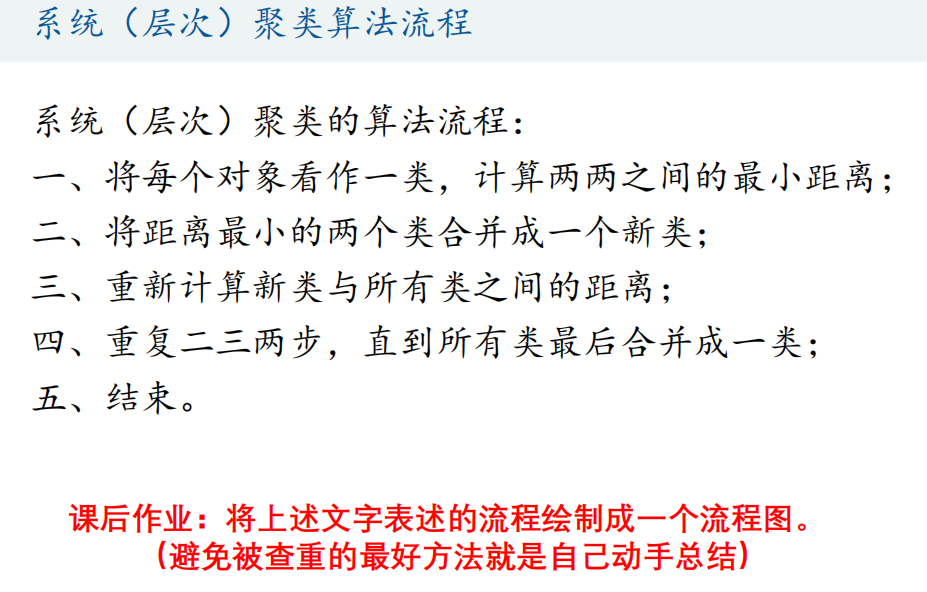 系统（层次）聚类算法流程
系统（层次）聚类的算法流程：
一、将每个对象看作一类，计算两两之间的最小距离；
二、将距离最小的两个类合并成一个新类；
三、重新计算新类与所有类之间的距离；
四、重复二三两步，直到所有类最后合并成一类；
五、结束。
课后作业：将上述文字表述的流程绘制成一个流程图。
(避免被查重的最好方法就是自己动手总结)